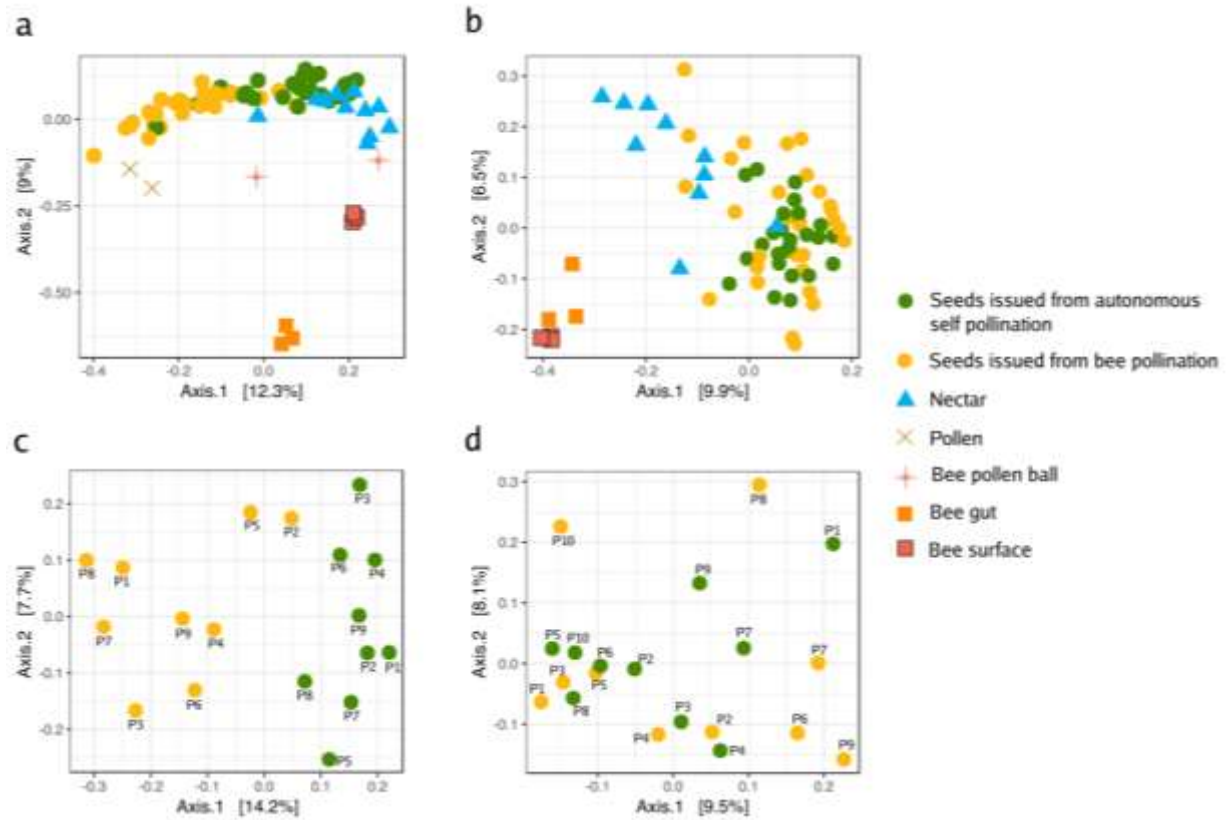 a
0.00
-0.25
-0.50
Axis.2 [9%]
-0.4
-0.2
0.0
0.2
Axis.1 [12.3%]
b
0.3
0.2
0.1
0.0
-0.1
-0.2
Axis.2 [6.5%]
-0.4
-0.2
0.0
0.2
Axis.1 [9.9%]
Seeds issued from autonomous
self pollination
Seeds issued from bee pollination
Nectar
Pollen
Bee pollen ball
Bee gut
Bee surface
c
0.2
0.1
0.0
-0.1
-0.2
Axis.2 [7.7%]
P3
P5
P2
P6
P4
P8
P1
P7
P9
P4
P9
P2
P1
P3
P6
P8
P7
P5
-0.3
-0.2
-0.1
0.0
0.1
0.2
Axis.1 [14.2%]
d
0.3
0.2
0.1
0.0
-0.1
Axis.2 [8.1%]
P8
P10
P1
P9
P5
P10
P6
P2
P7
P7
P3
P5
P1
P8
P3
P4
P2
P4
P6
P9
-0.1
0.0
0.1
0.2
Axis.1 [9.5%]